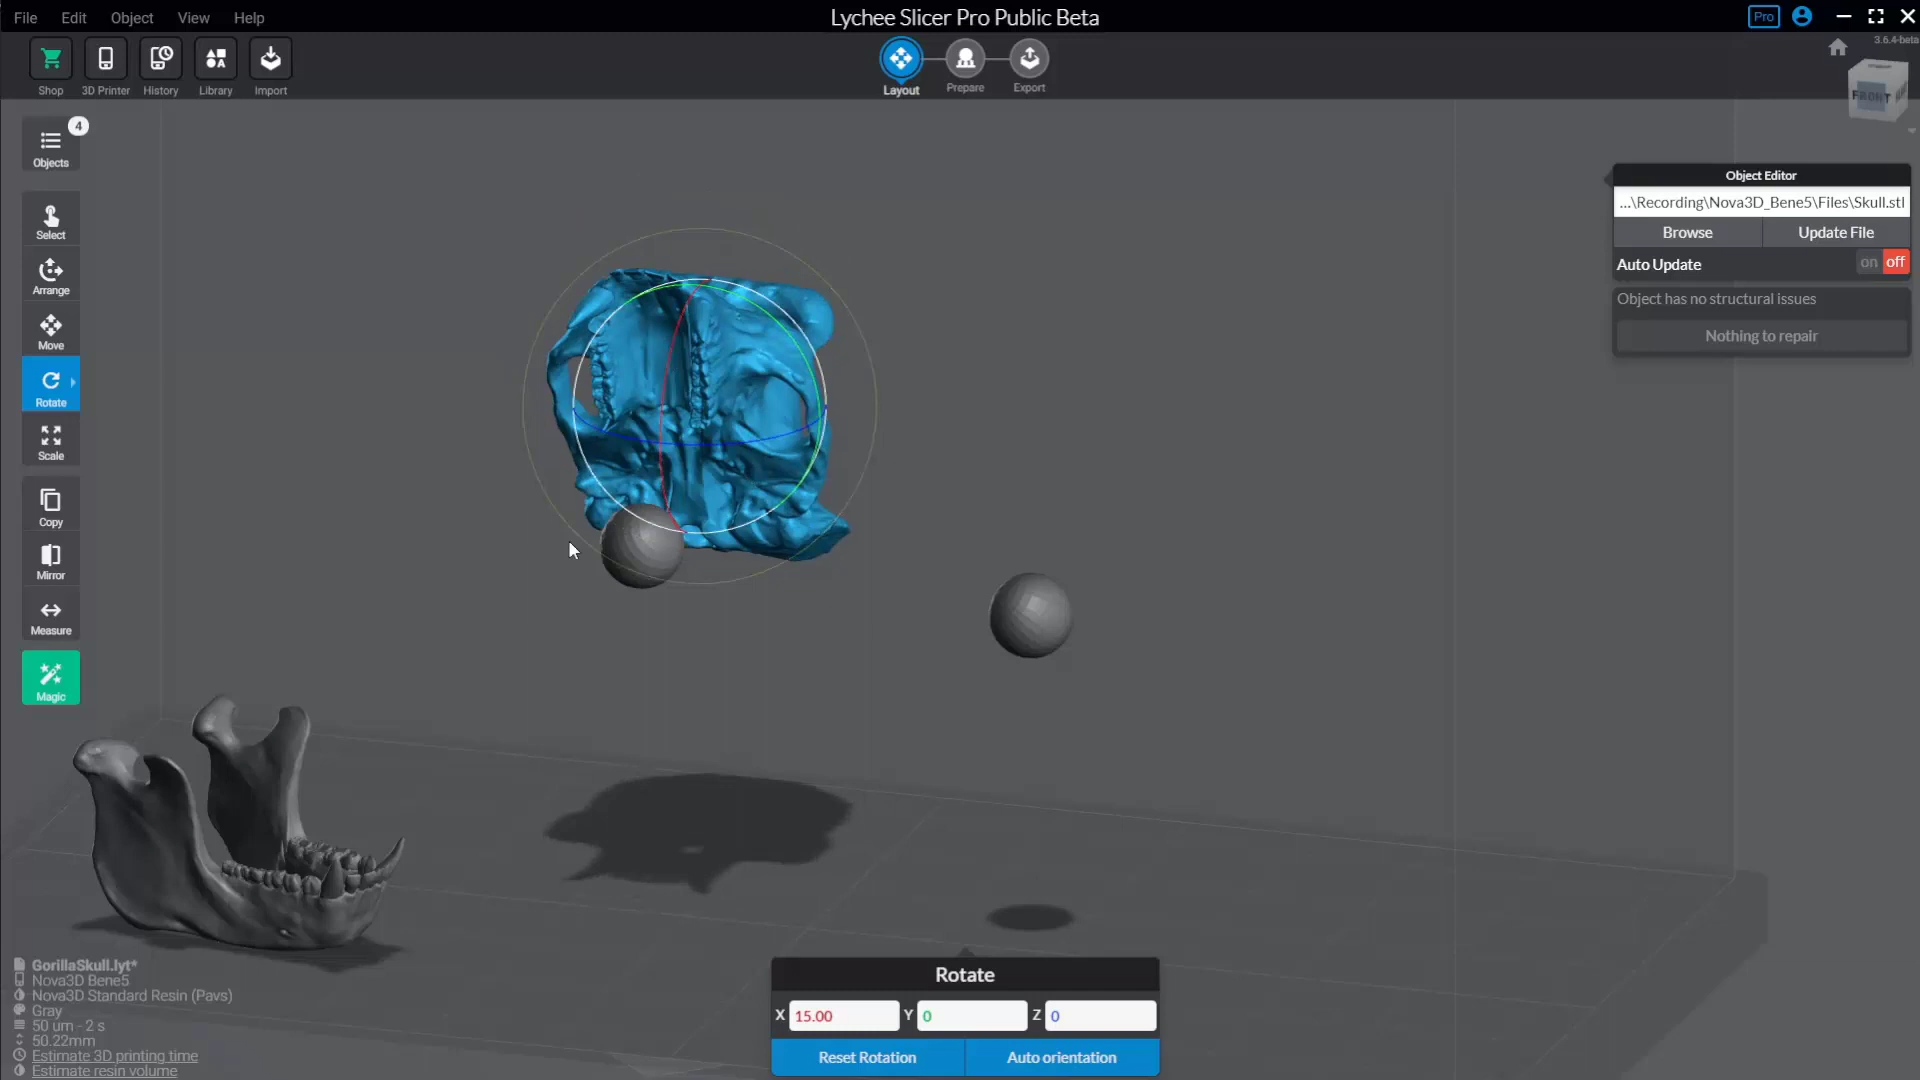 File Edit Object View Help
Lychee Slicer Pro Public Beta
Pro
3.6.4-beta
Shop
3D Printer
History
Library
Import
Layout
Prepare
Export
FRONT
4
Objects
Select
Arrange
Move
Rotate
Scale
Copy
Mirror
Measure
Magic
Object Editor
...\Recording\Nova3D_Bene5\Files\Skull.stl
Browse Update File
Auto Update on off
Object has no structural issues
Nothing to repair
GorillaSkull.lyt*
Nova3D Bene5
Nova3D Standard Resin (Pavs)
Gray
50 um - 2 s
50.22mm
Estimate 3D printing time
Estimate resin volume
Rotate
X 15.00 Y 0 Z 0
Reset Rotation Auto orientation